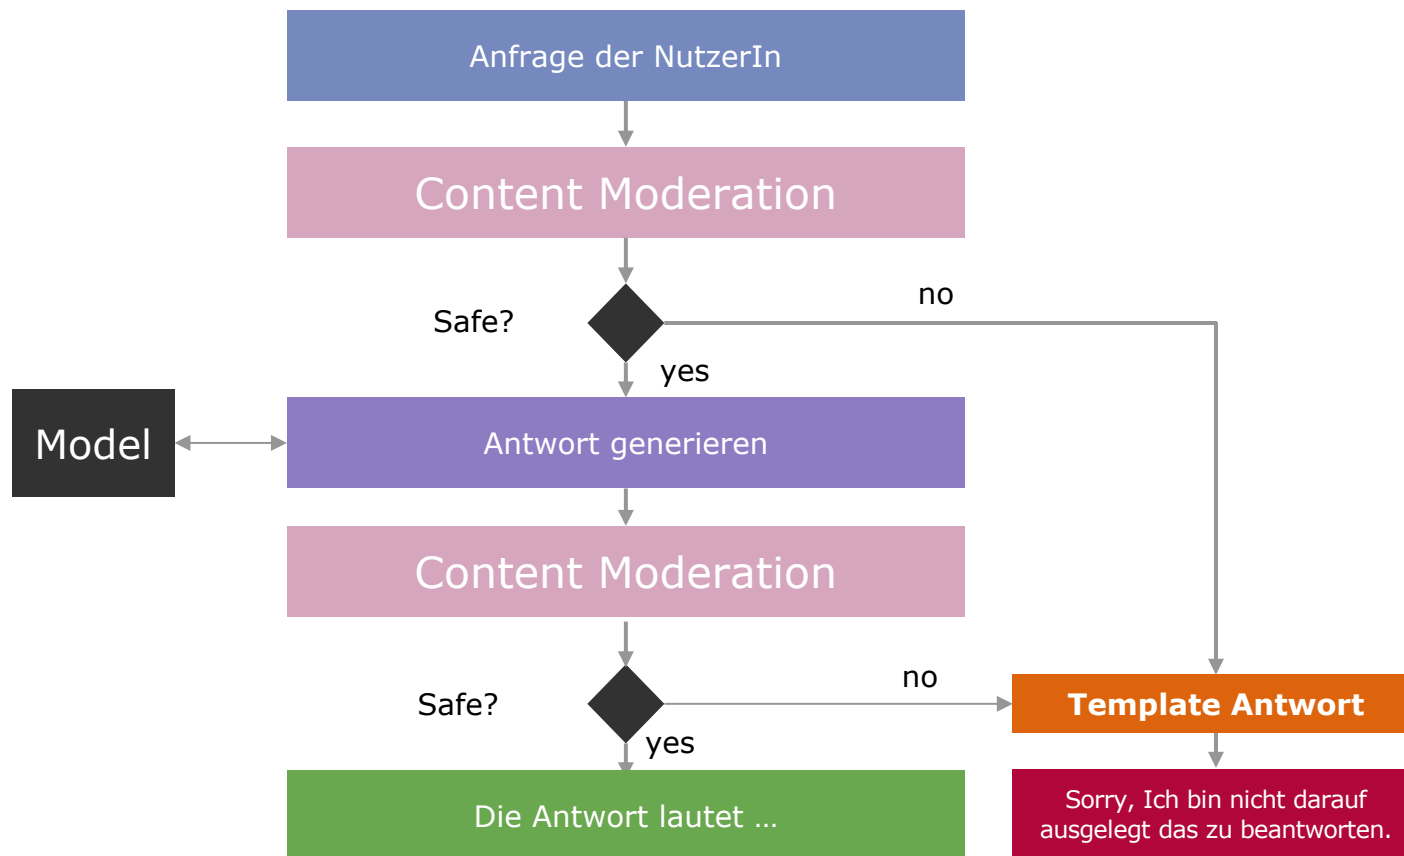 Anfrage der NutzerIn
Content Moderation
no
Safe?
yes
Model
Antwort generieren
Content Moderation
no
Safe?
Template Antwort
yes
Sorry, Ich bin nicht darauf
ausgelegt das zu beantworten.
Die Antwort lautet ...